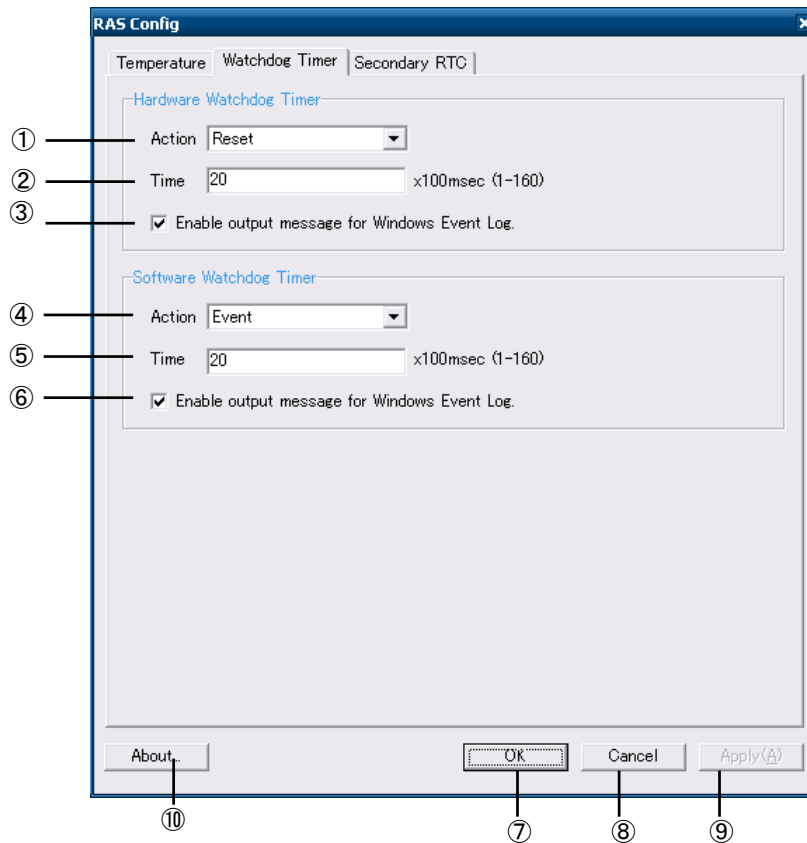 RAS Config
Temperature Watchdog Timer Secondary RTC
Hardware Watchdog Timer
① Action Reset
② Time 20 x100msec (1-160)
③ Enable output message for Windows Event Log.
Software Watchdog Timer
④ Action Event
⑤ Time 20 x100msec (1-160)
⑥ Enable output message for Windows Event Log.
About... OK Cancel Apply(A)
⑩ ⑦ ⑧ ⑨